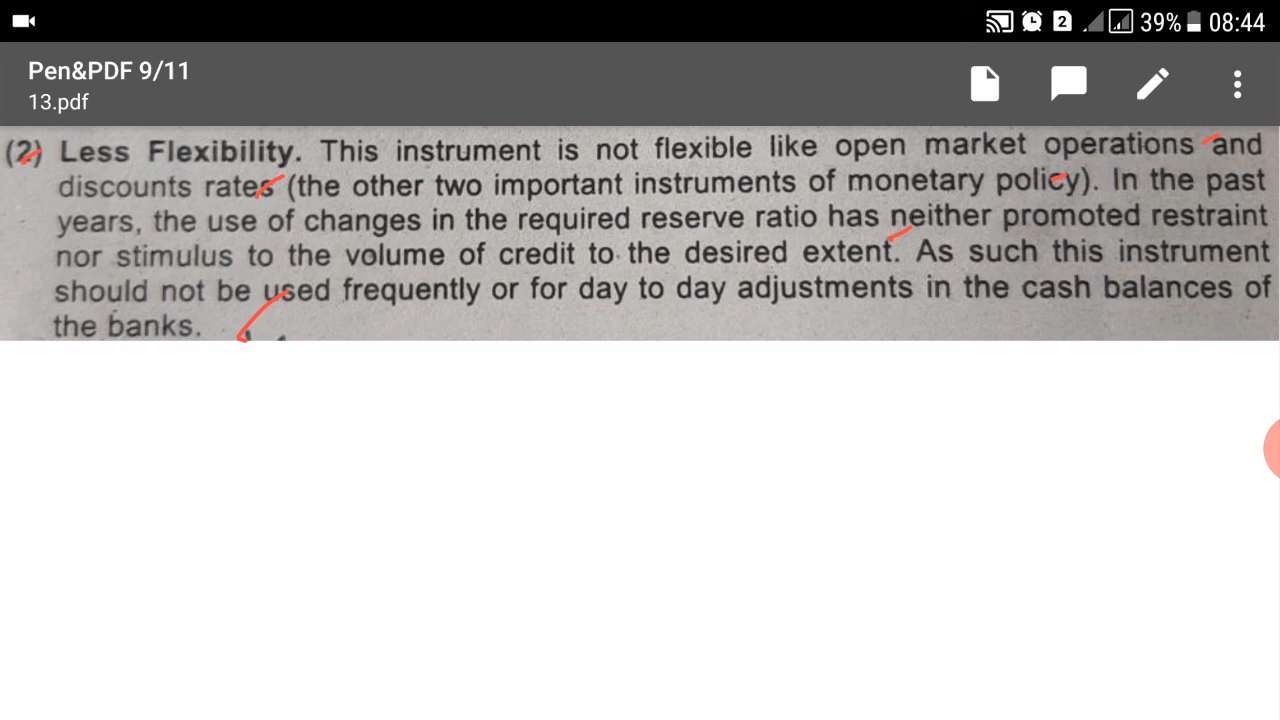 39% 08:44
2
Pen&PDF 9/11
13.pdf
(2) Less Flexibility. This instrument is not flexible like open market operations and
discounts rates (the other two important instruments of monetary policy). In the past
years, the use of changes in the required reserve ratio has neither promoted restraint
nor stimulus to the volume of credit to the desired extent. As such this instrument
should not be used frequently or for day to day adjustments in the cash balances of
the banks.